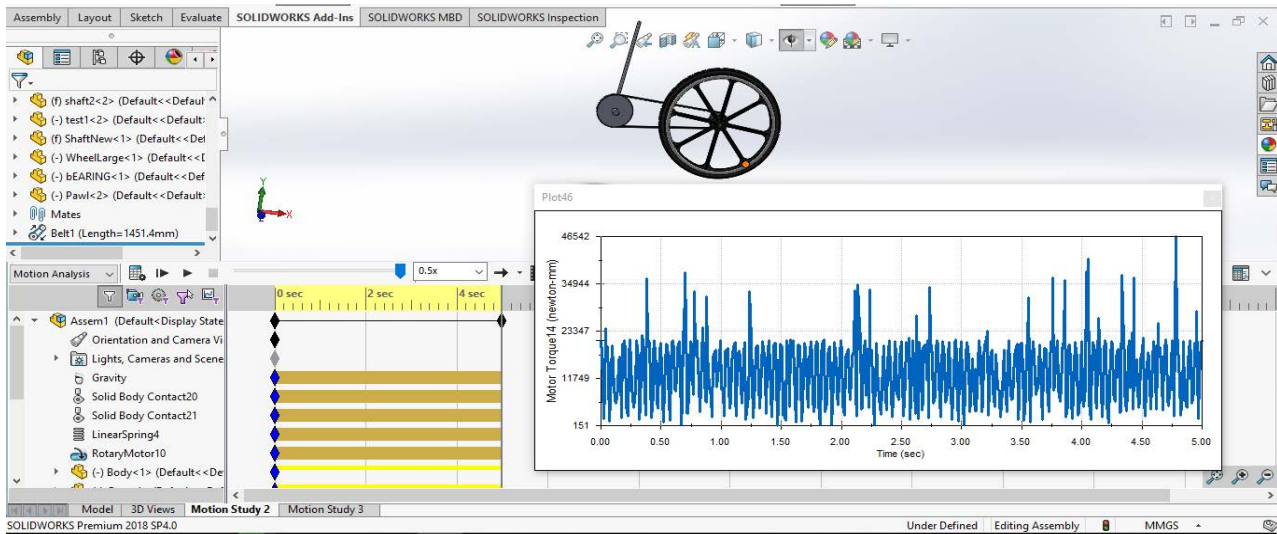 Assembly Layout Sketch Evaluate SOLIDWORKS Add-Ins SOLIDWORKS MBD SOLIDWORKS Inspection
(f) shaft2<2> (Default<<Defaul
(-) test1<2> (Default<<Default
(f) ShaftNew<1> (Default<<Def
(-) WheelLarge<1> (Default<<
(-) bEARING<1> (Default<<Def
(-) Pawl<2> (Default<<Default
Mates
Belt1 (Length=1451.4mm)
Y
X
Motion Analysis
0.5x
0 sec 2 sec 4 sec
Assem1 (Default<Display State
Orientation and Camera Vi
Lights, Cameras and Scene
Gravity
Solid Body Contact20
Solid Body Contact21
LinearSpring4
RotaryMotor10
(-) Body<1> (Default<<De
Plot46
Motor Torque14 (newton-mm)
46542
34944
23347
11749
151
0.00 0.50 1.00 1.50 2.00 2.50 3.00 3.50 4.00 4.50 5.00
Time (sec)
Model 3D Views Motion Study 2 Motion Study 3
SOLIDWORKS Premium 2018 SP4.0 Under Defined Editing Assembly MMGS